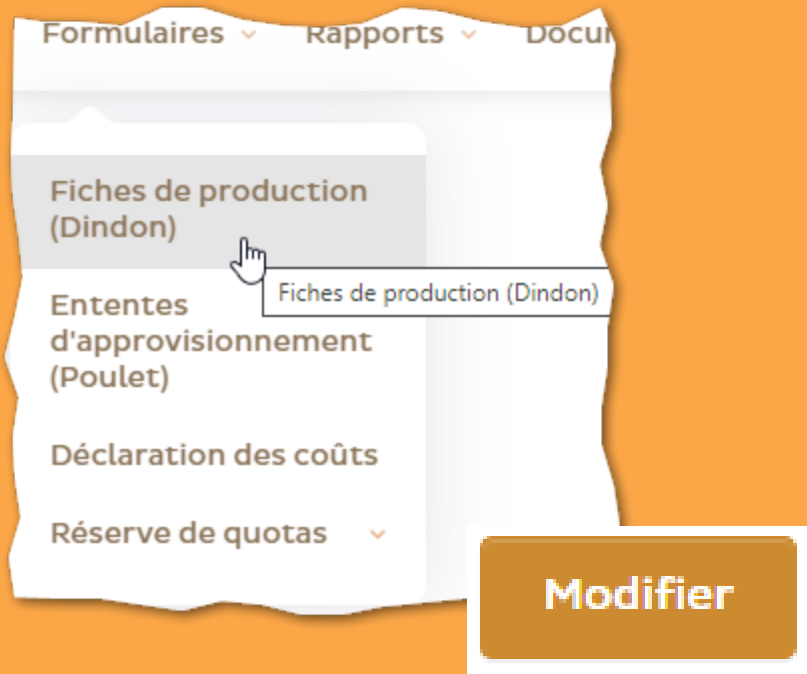 Formulaires Rapports Docum
Fiches de production
(Dindon)
Fiches de production (Dindon)
Ententes
d'approvisionnement
(Poulet)
Déclaration des coûts
Réserve de quotas
Modifier